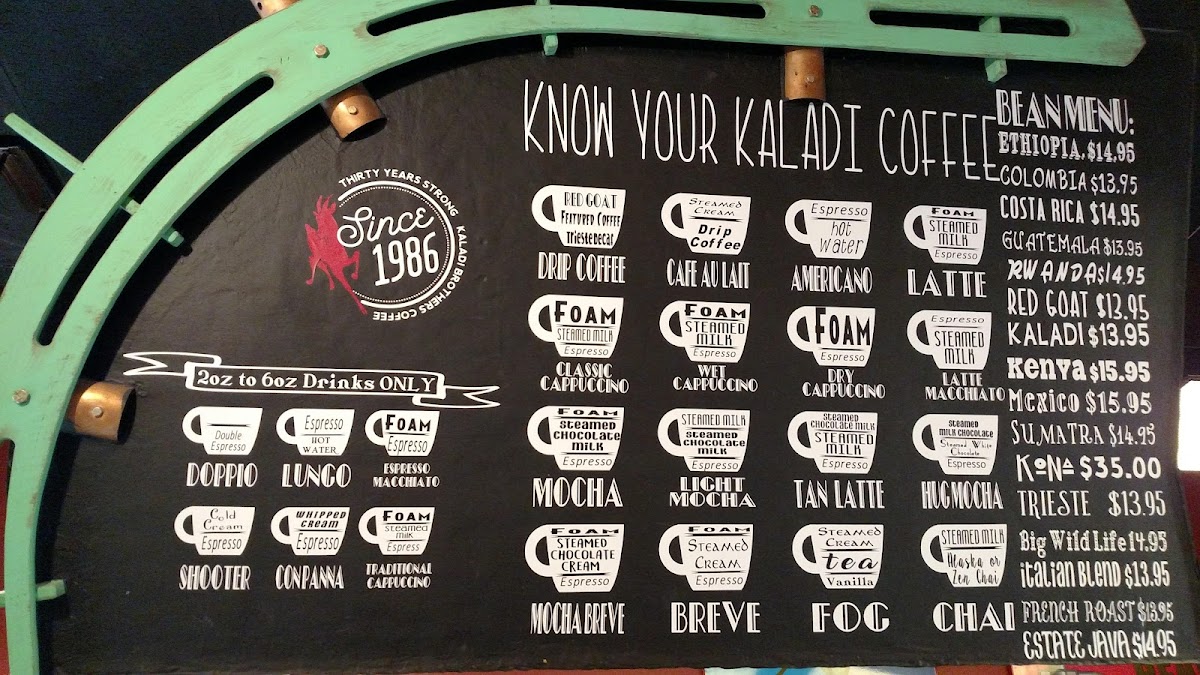 KNOW YOUR KALADI COFFEE
THIRTY YEARS STRONG KALADI BROTHERS COFFEE
Since
1986
2oz to 6oz Drinks ONLY
Double
Espresso
DOPPIO
Espresso
HOT
WATER
LUNGO
FOAM
Espresso
ESPRESSO
MACCHIATO
Cold
Cream
Espresso
SHOOTER
WHIPPED
CREAM
Espresso
CONPANNA
FOAM
Steamed
Milk
Espress
TRADITIONAL
CAPPUCCINO
RED GOAT
Featured Coffee
Trieste Decaf
DRIP COFFEE
Steamed
Cream
Drip
Coffee
CAFE AU LAIT
Espresso
hot
water
AMERICANO
FOAM
STEAMED
MILK
Espresso
LATTE
FOAM
STEAMED MILK
Espresso
CLASSIC
CAPPUCCINO
FOAM
STEAMED
MILK
Espresso
WET
CAPPUCCINO
FOAM
Espresso
DRY
CAPPUCCINO
Espresso
STEAMED
MILK
LATTE
MACCHIATO
FOAM
steamed
chocolate
milk
Espresso
MOCHA
STEAMED MILK
steamed
chocolate
milk
Espresso
LIGHT
MOCHA
steamed
chocolate milk
STEAMED
MILK
Espresso
TAN LATTE
steamed
milk chocolate
Steamed White
Chocolate
Espresso
HUG MOCHA
FOAM
STEAMED
CHOCOLATE
CREAM
Espresso
MOCHA BREVE
FOAM
Steamed
Cream
Espresso
BREVE
Steamed
Cream
tea
Vanilla
FOG
STEAMED MILK
Alaska or
Zen Chai
CHAI
BEAN MENU:
ETHIOPIA. $14.95
COLOMBIA $13.95
COSTA RICA $14.95
GUATEMALA $13.95
RWANDA $14.95
RED GOAT $13.95
KALADI $13.95
Kenya $15.95
Mexico $15.95
SUMATRA $14.95
KONA $35.00
TRIESTE $13.95
Big Wild Life 14.95
italian Blend $13.95
FRENCH ROAST $13.95
ESTATE JAVA $14.95